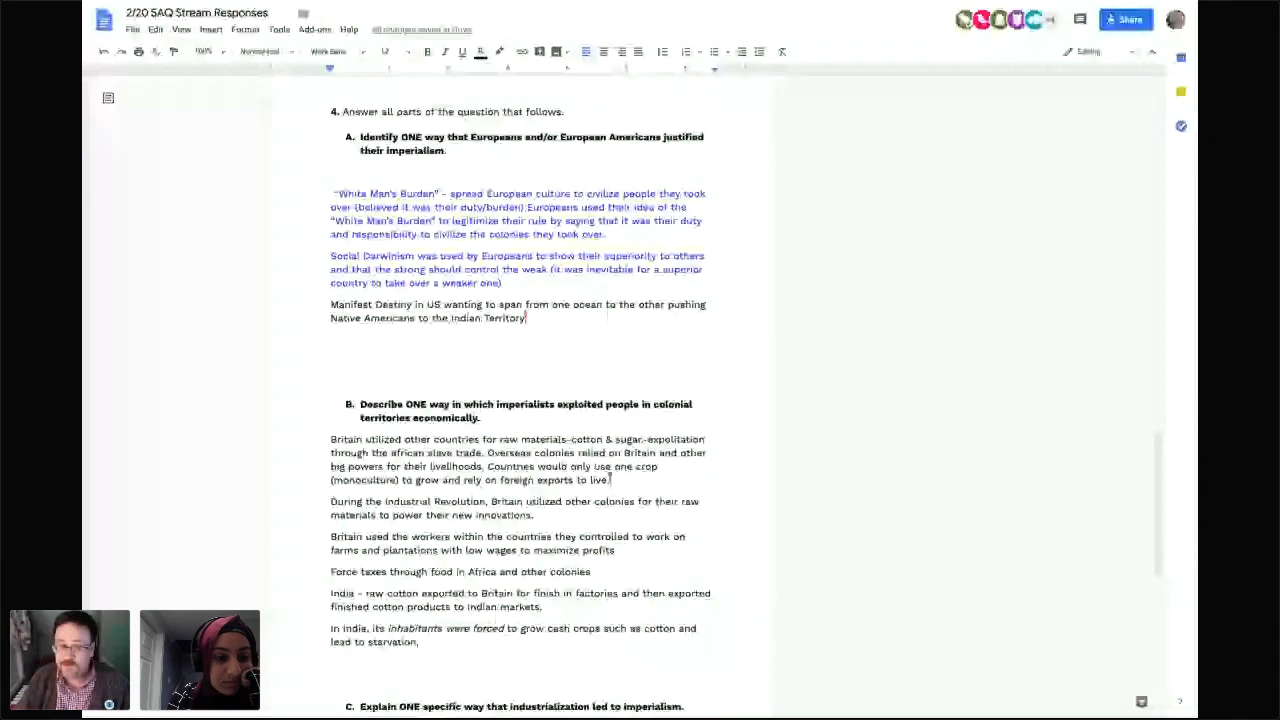 2/20 SAQ Stream Responses
File Edit View Insert Format Tools Add-ons Help All changes saved in Drive
Share
100% Normal text Work Sans 12 Editing
4. Answer all parts of the question that follows.
A. Identify ONE way that Europeans and/or European Americans justified
their imperialism.
"White Man's Burden" - spread European culture to civilize people they took
over (believed it was their duty/burden) Europeans used their idea of the
"White Man's Burden" to legitimize their rule by saying that it was their duty
and responsibility to civilize the colonies they took over.
Social Darwinism was used by Europeans to show their superiority to others
and that the strong should control the weak (it was inevitable for a superior
country to take over a weaker one)
Manifest Destiny in US wanting to span from one ocean to the other pushing
Native Americans to the Indian Territory
B. Describe ONE way in which imperialists exploited people in colonial
territories economically.
Britain utilized other countries for raw materials-cotton & sugar.-expolitation
through the african slave trade. Overseas colonies relied on Britain and other
big powers for their livelihoods. Countries would only use one crop
(monoculture) to grow and rely on foreign exports to live.
During the Industrial Revolution, Britain utilized other colonies for their raw
materials to power their new innovations.
Britain used the workers within the countries they controlled to work on
farms and plantations with low wages to maximize profits
Force taxes through food in Africa and other colonies
India - raw cotton exported to Britain for finish in factories and then exported
finished cotton products to Indian markets.
In India, its inhabitants were forced to grow cash crops such as cotton and
lead to starvation,
C. Explain ONE specific way that industrialization led to imperialism.